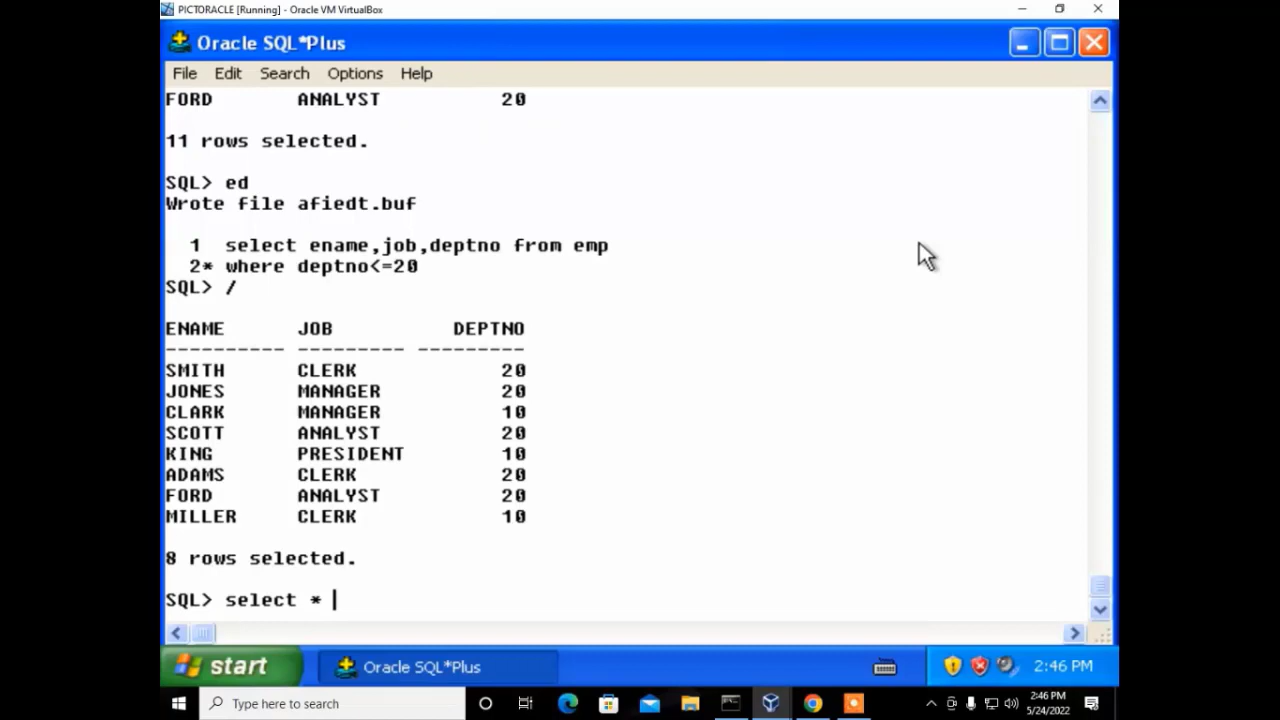 PICTORACLE [Running] - Oracle VM VirtualBox
Oracle SQL*Plus
File Edit Search Options Help
FORD ANALYST 20
11 rows selected.
SQL> ed
Wrote file afiedt.buf
1 select ename,job,deptno from emp
2* where deptno<=20
SQL> /
ENAME JOB DEPTNO
---------- --------- ---------
SMITH CLERK 20
JONES MANAGER 20
CLARK MANAGER 10
SCOTT ANALYST 20
KING PRESIDENT 10
ADAMS CLERK 20
FORD ANALYST 20
MILLER CLERK 10
8 rows selected.
SQL> select *
start Oracle SQL*Plus 2:46 PM
Type here to search
2:46 PM
5/24/2022